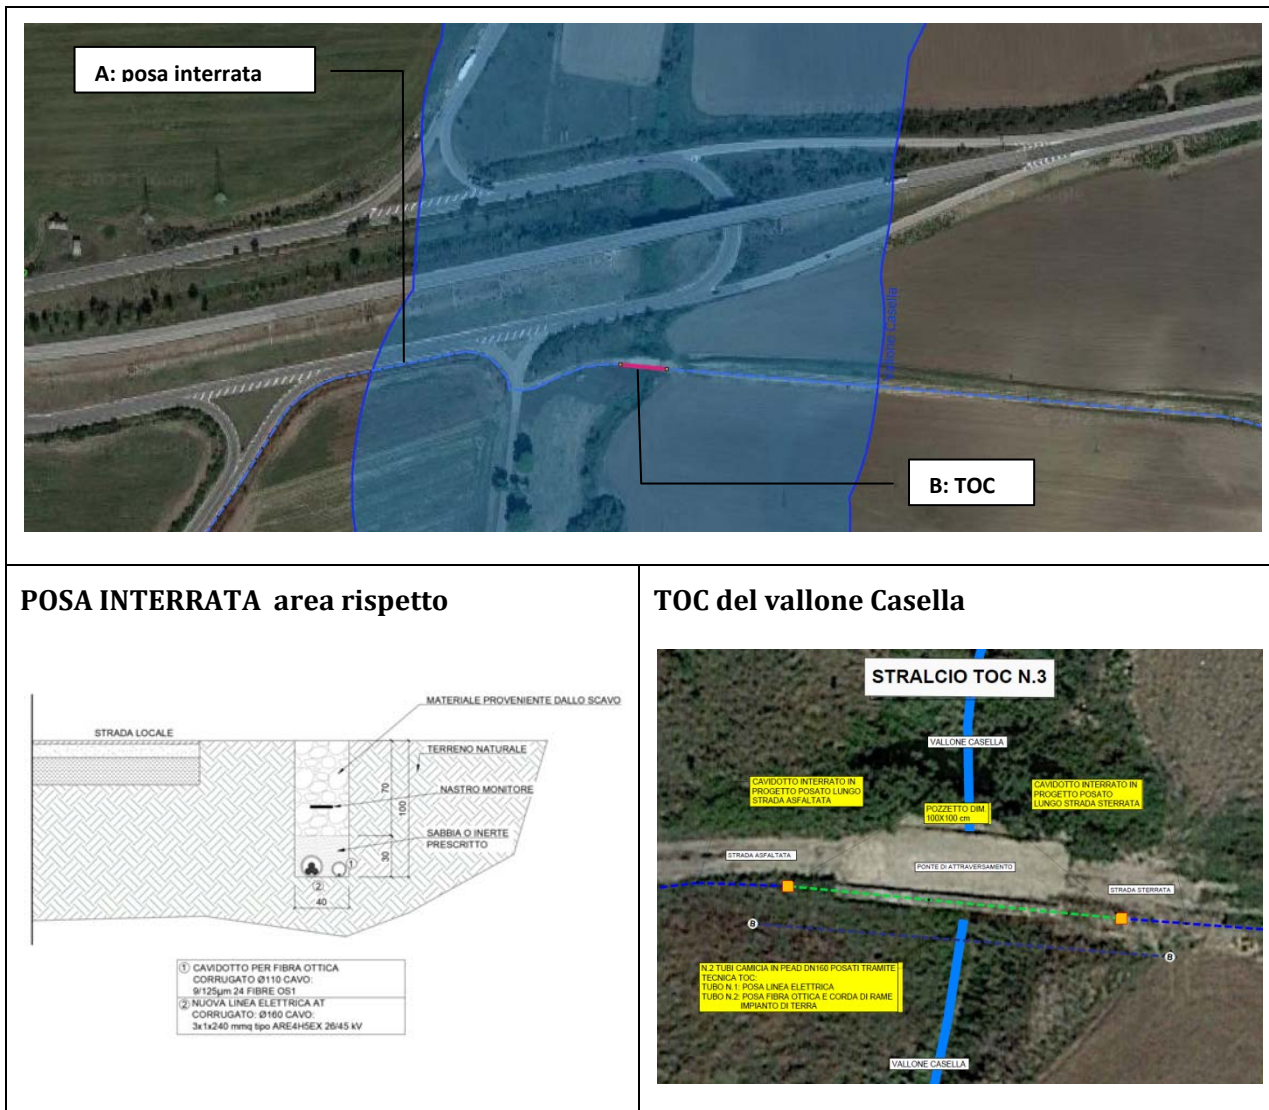 A: posa interrata
Vallone Casella
B: TOC
POSA INTERRATA area rispetto
STRADA LOCALE
MATERIALE PROVENIENTE DALLO SCAVO
TERRENO NATURALE
NASTRO MONITORE
SABBIA O INERTE
PRESCRITTO
70
100
30
1
2
40
1 CAVIDOTTO PER FIBRA OTTICA
CORRUGATO Ø110 CAVO:
9/125µm 24 FIBRE OS1
2 NUOVA LINEA ELETTRICA AT
CORRUGATO: Ø160 CAVO:
3x1x240 mmq tipo ARE4H5EX 26/45 kV
TOC del vallone Casella
STRALCIO TOC N.3
VALLONE CASELLA
CAVIDOTTO INTERRATO IN
PROGETTO POSATO LUNGO
STRADA ASFALTATA
POZZETTO DIM.
100X100 cm
CAVIDOTTO INTERRATO IN
PROGETTO POSATO
LUNGO STRADA STERRATA
STRADA ASFALTATA
PONTE DI ATTRAVERSAMENTO
STRADA STERRATA
B
B
N.2 TUBI CAMICIA IN PEAD DN160 POSATI TRAMITE
TECNICA TOC:
TUBO N.1: POSA LINEA ELETTRICA
TUBO N.2: POSA FIBRA OTTICA E CORDA DI RAME
IMPIANTO DI TERRA
VALLONE CASELLA